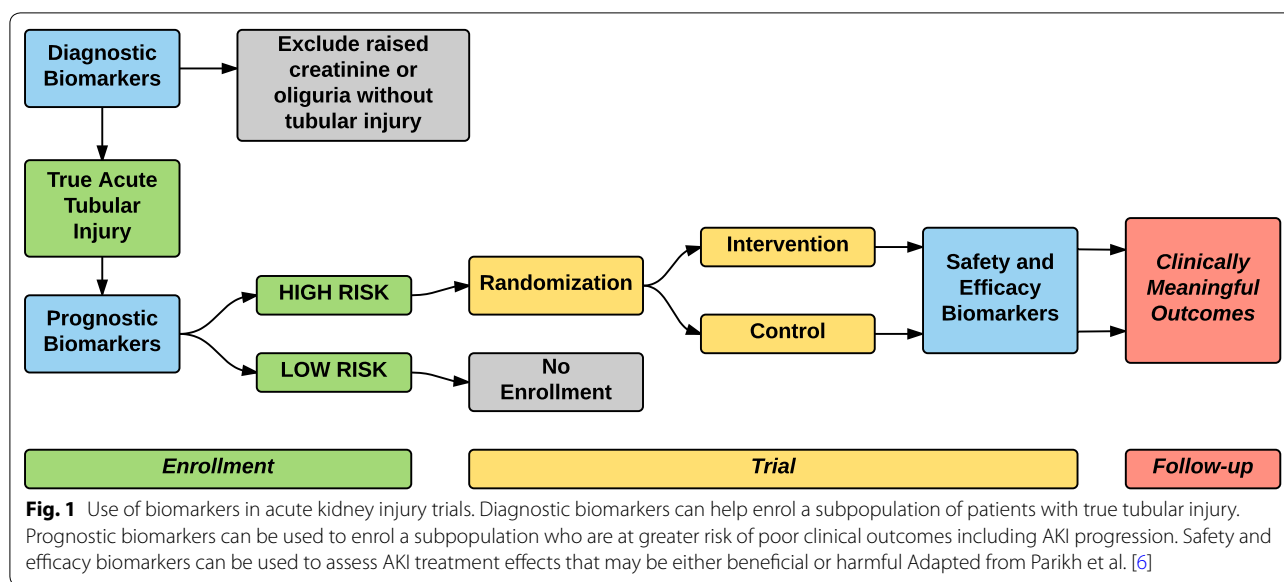 Diagnostic
Biomarkers
Exclude raised
creatinine or
oliguria without
tubular injury
True Acute
Tubular
Injury
Prognostic
Biomarkers
HIGH RISK
LOW RISK
Randomization
No
Enrollment
Intervention
Control
Safety and
Efficacy
Biomarkers
Clinically
Meaningful
Outcomes
Enrollment
Trial
Follow-up
Fig. 1 Use of biomarkers in acute kidney injury trials. Diagnostic biomarkers can help enrol a subpopulation of patients with true tubular injury.
Prognostic biomarkers can be used to enrol a subpopulation who are at greater risk of poor clinical outcomes including AKI progression. Safety and
efficacy biomarkers can be used to assess AKI treatment effects that may be either beneficial or harmful Adapted from Parikh et al. [6]